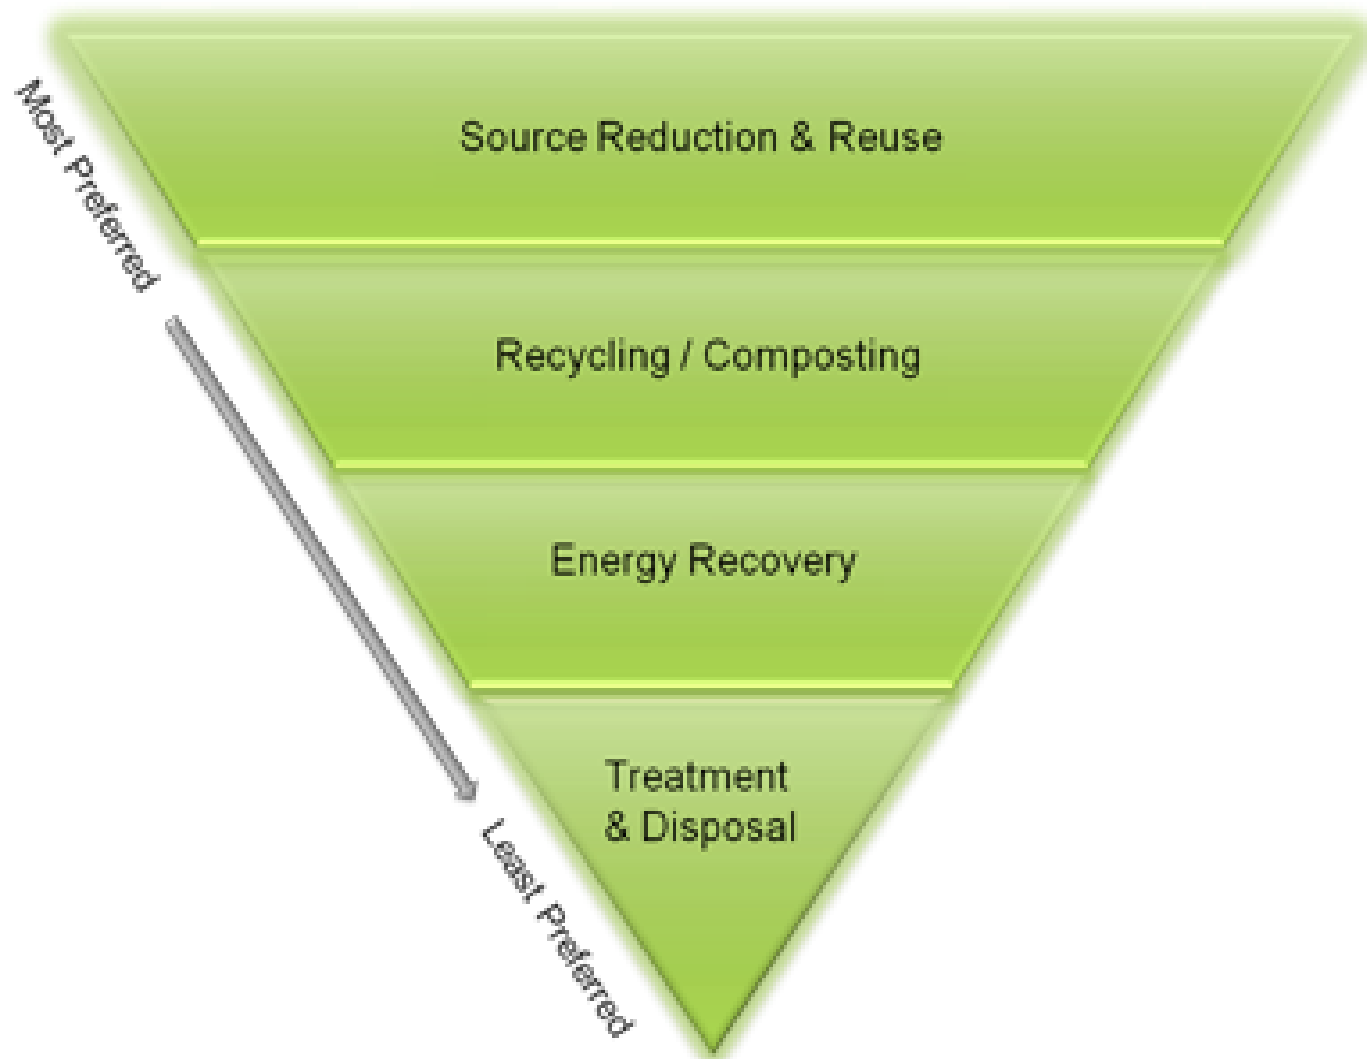 Most Preferred
Source Reduction & Reuse
Recycling / Composting
Energy Recovery
Treatment
& Disposal
Least Preferred